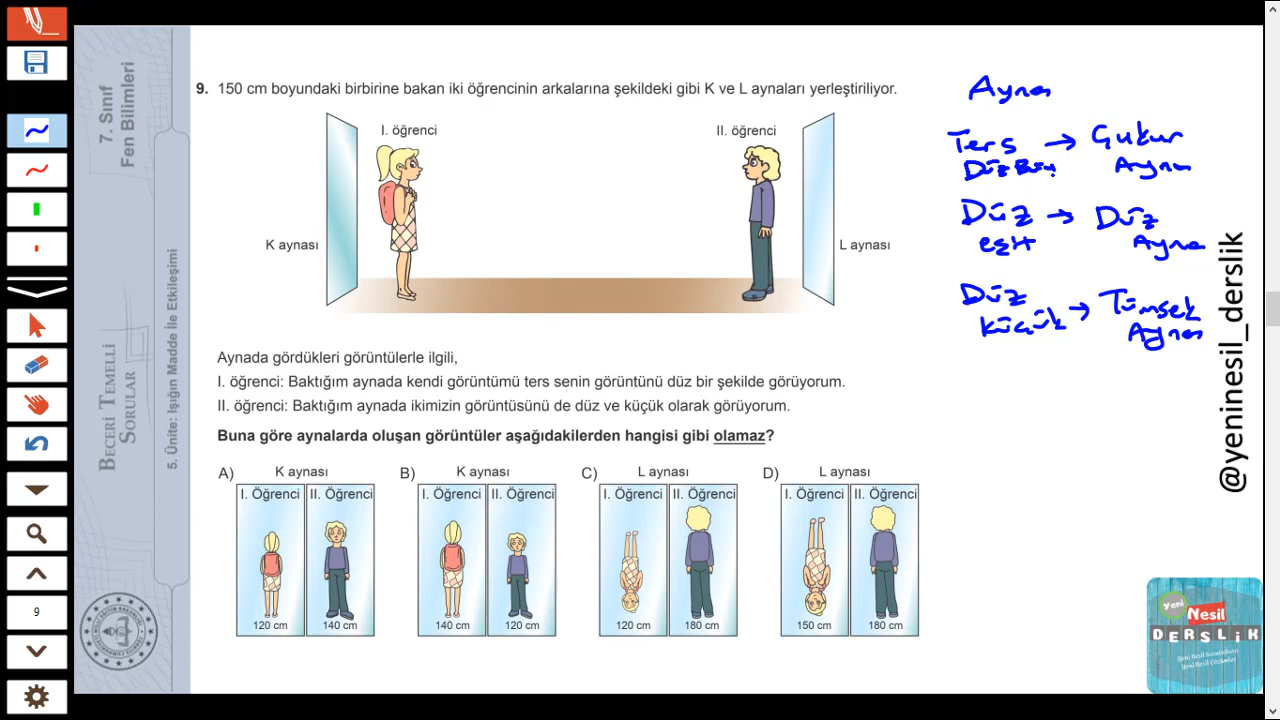 7. Sınıf
Fen Bilimleri
5. Ünite: Işığın Madde İle Etkileşimi
BECERİ TEMELLİ
SORULAR
9. 150 cm boyundaki birbirine bakan iki öğrencinin arkalarına şekildeki gibi K ve L aynaları yerleştiriliyor.
I. öğrenci
II. öğrenci
K aynası
L aynası
Aynada gördükleri görüntülerle ilgili,
I. öğrenci: Baktığım aynada kendi görüntümü ters senin görüntünü düz bir şekilde görüyorum.
II. öğrenci: Baktığım aynada ikimizin görüntüsünü de düz ve küçük olarak görüyorum.
Buna göre aynalarda oluşan görüntüler aşağıdakilerden hangisi gibi olamaz?
A) K aynası
I. Öğrenci II. Öğrenci
120 cm 140 cm
B) K aynası
I. Öğrenci II. Öğrenci
140 cm 120 cm
C) L aynası
I. Öğrenci II. Öğrenci
120 cm 180 cm
D) L aynası
I. Öğrenci II. Öğrenci
150 cm 180 cm
Ayna
Ters → Çukur
Düz Büy Ayna
Düz → Düz
eşit Ayna
Düz → Tümsek
küçük Ayna
@yeninesil_derslik
Yeni
Nesil
DERSLİK
9